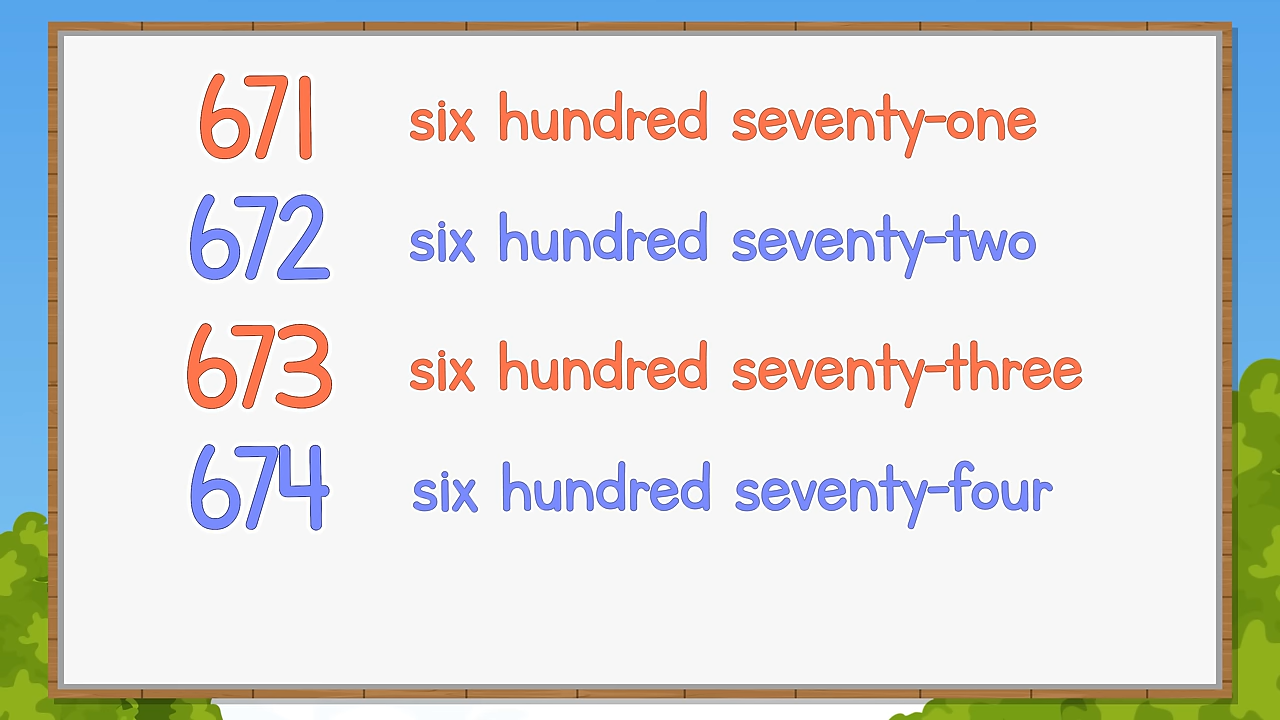 671 six hundred seventy-one
672 six hundred seventy-two
673 six hundred seventy-three
674 six hundred seventy-four